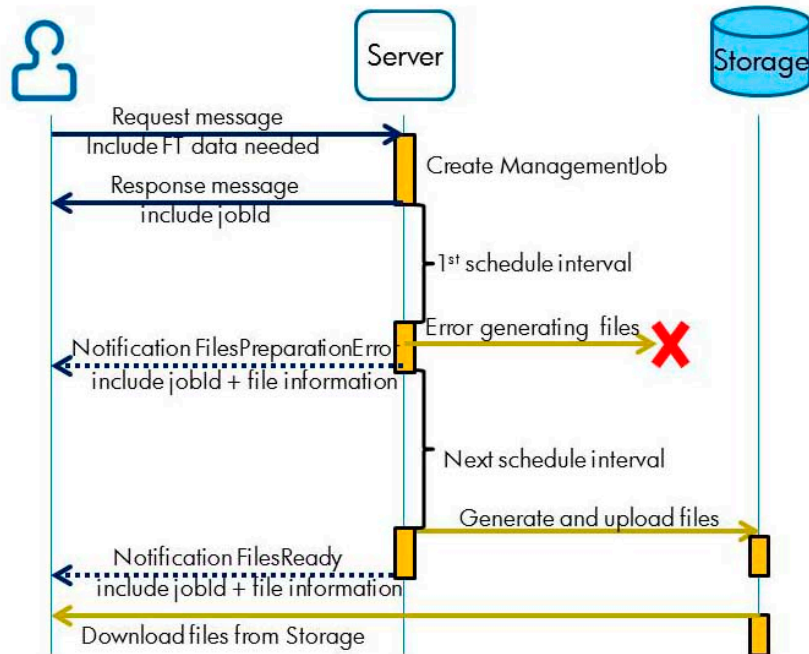 Server
Storage
Request message
Include FT data needed
Create ManagementJob
Response message
include jobId
1st schedule interval
Error generating files
Notification FilesPreparationError
include jobId + file information
Next schedule interval
Generate and upload files
Notification FilesReady
include jobId + file information
Download files from Storage